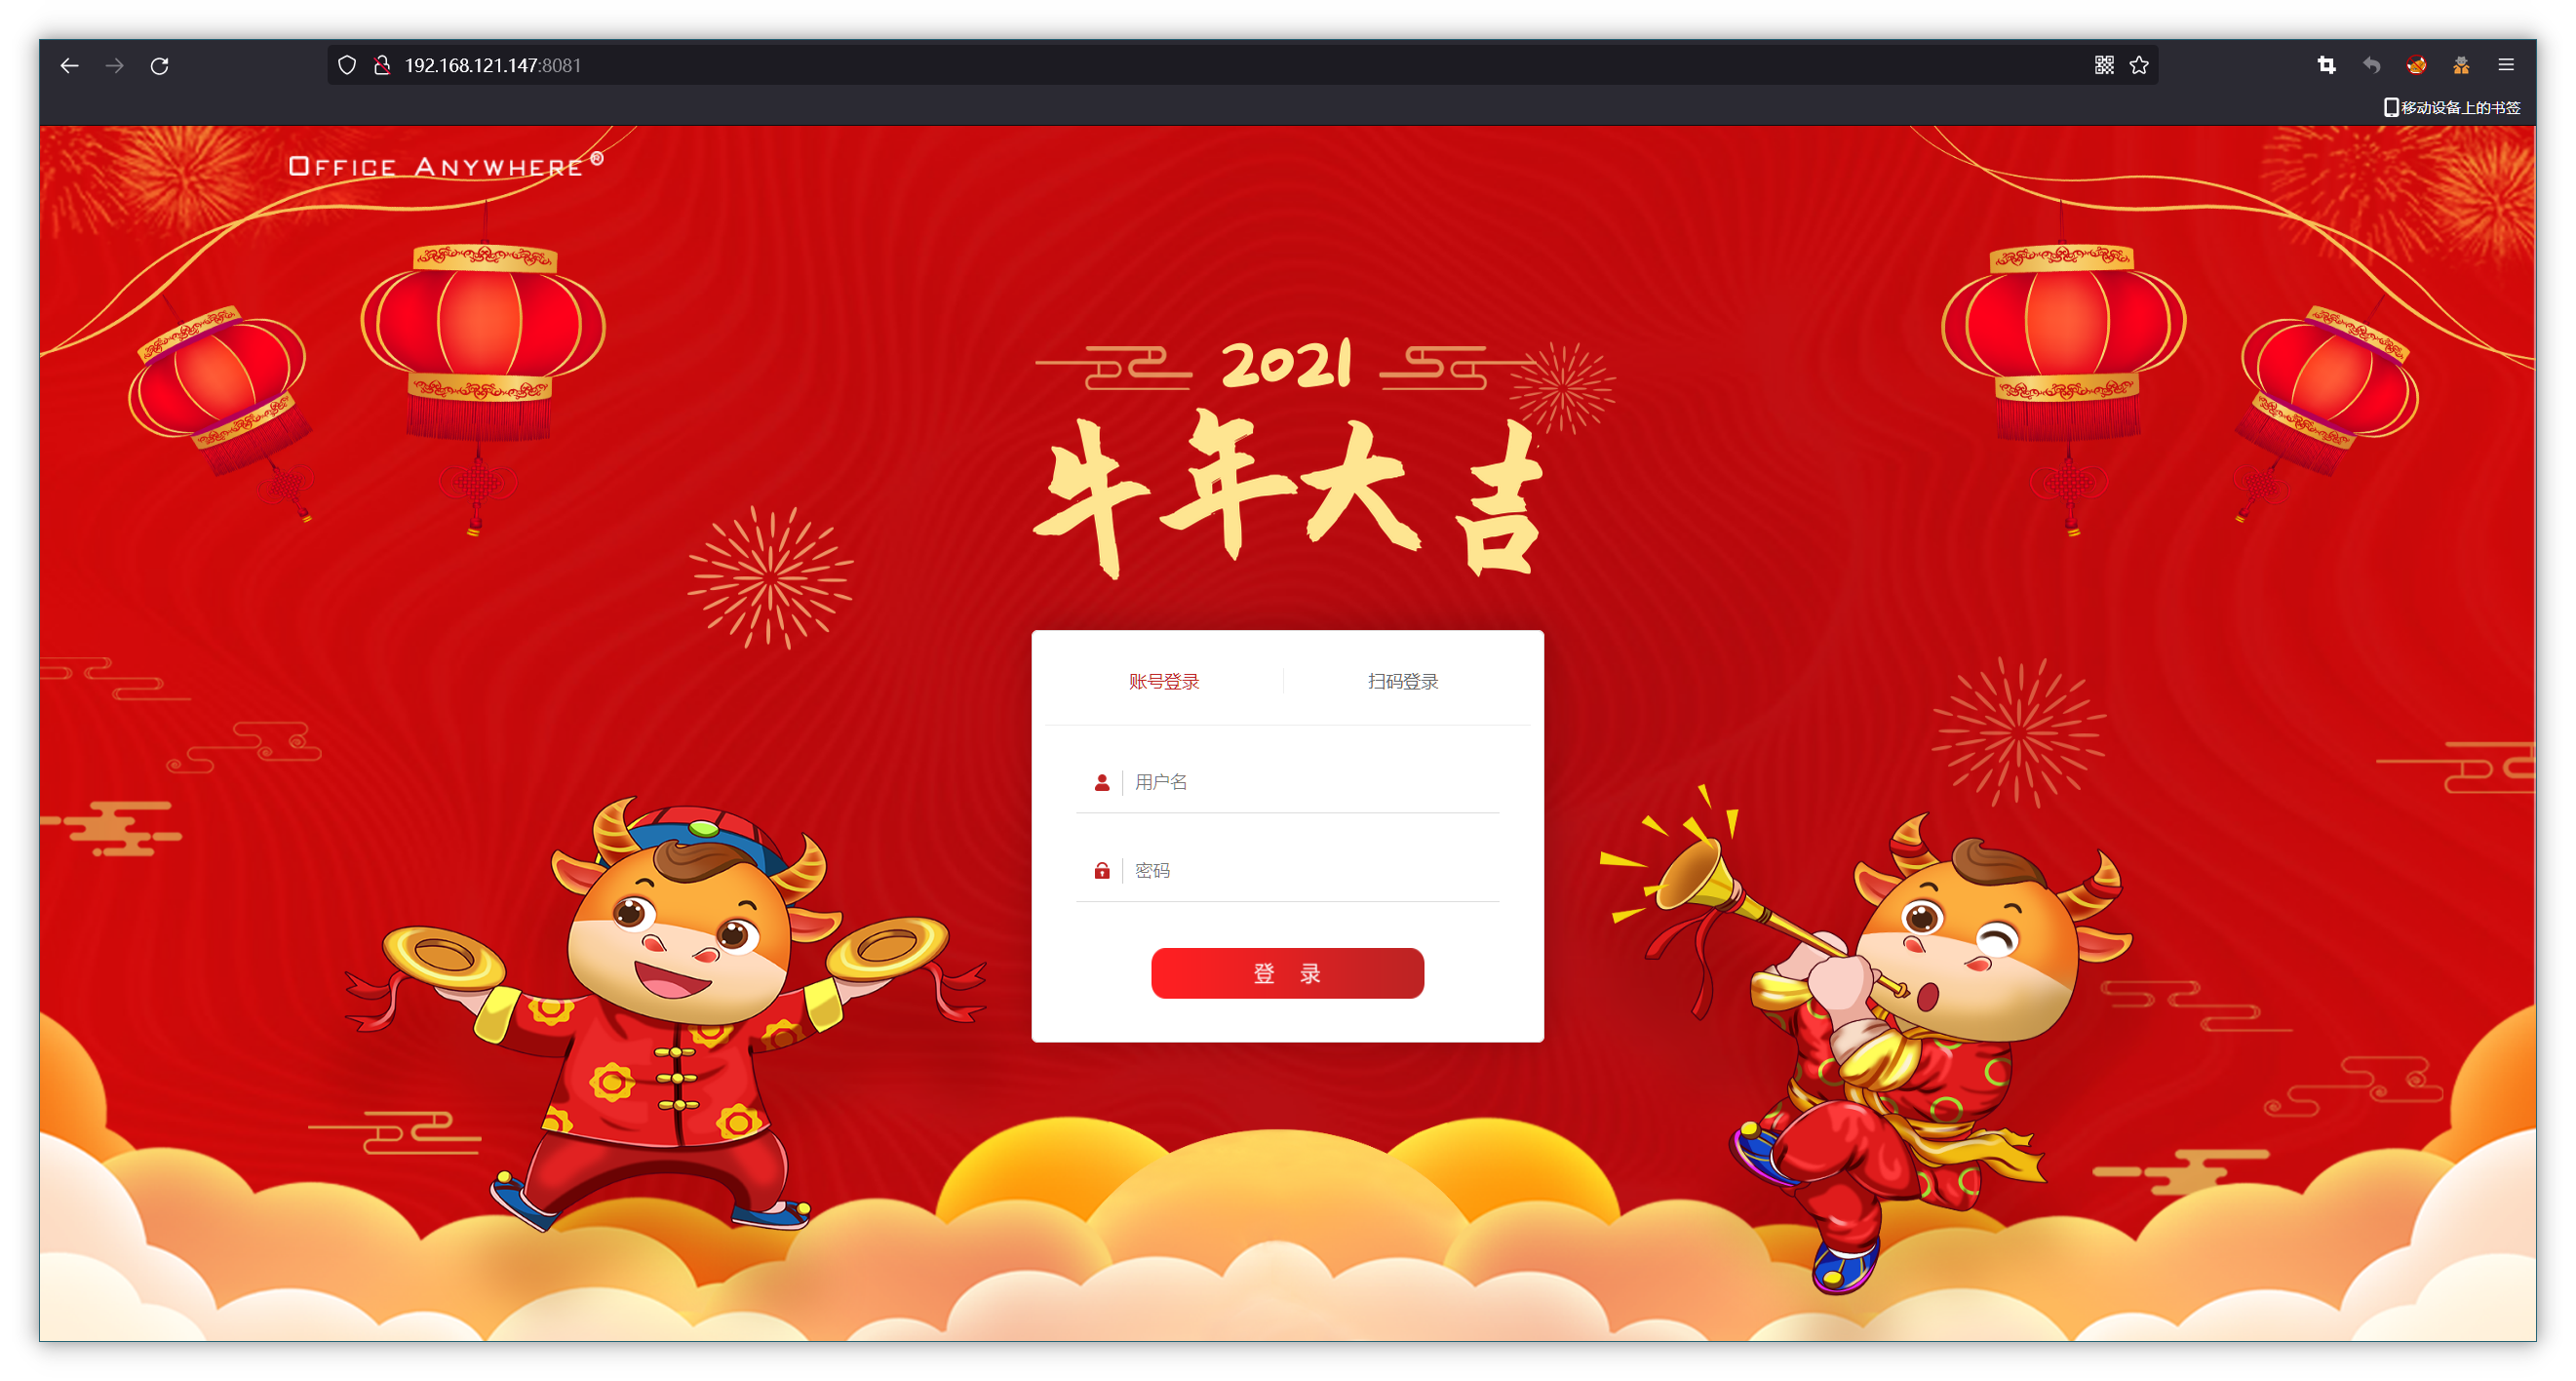 192.168.121.147:8081
移动设备上的书签
OFFICE ANYWHERE®
2021
牛年大吉
账号登录 扫码登录
用户名
密码
登 录